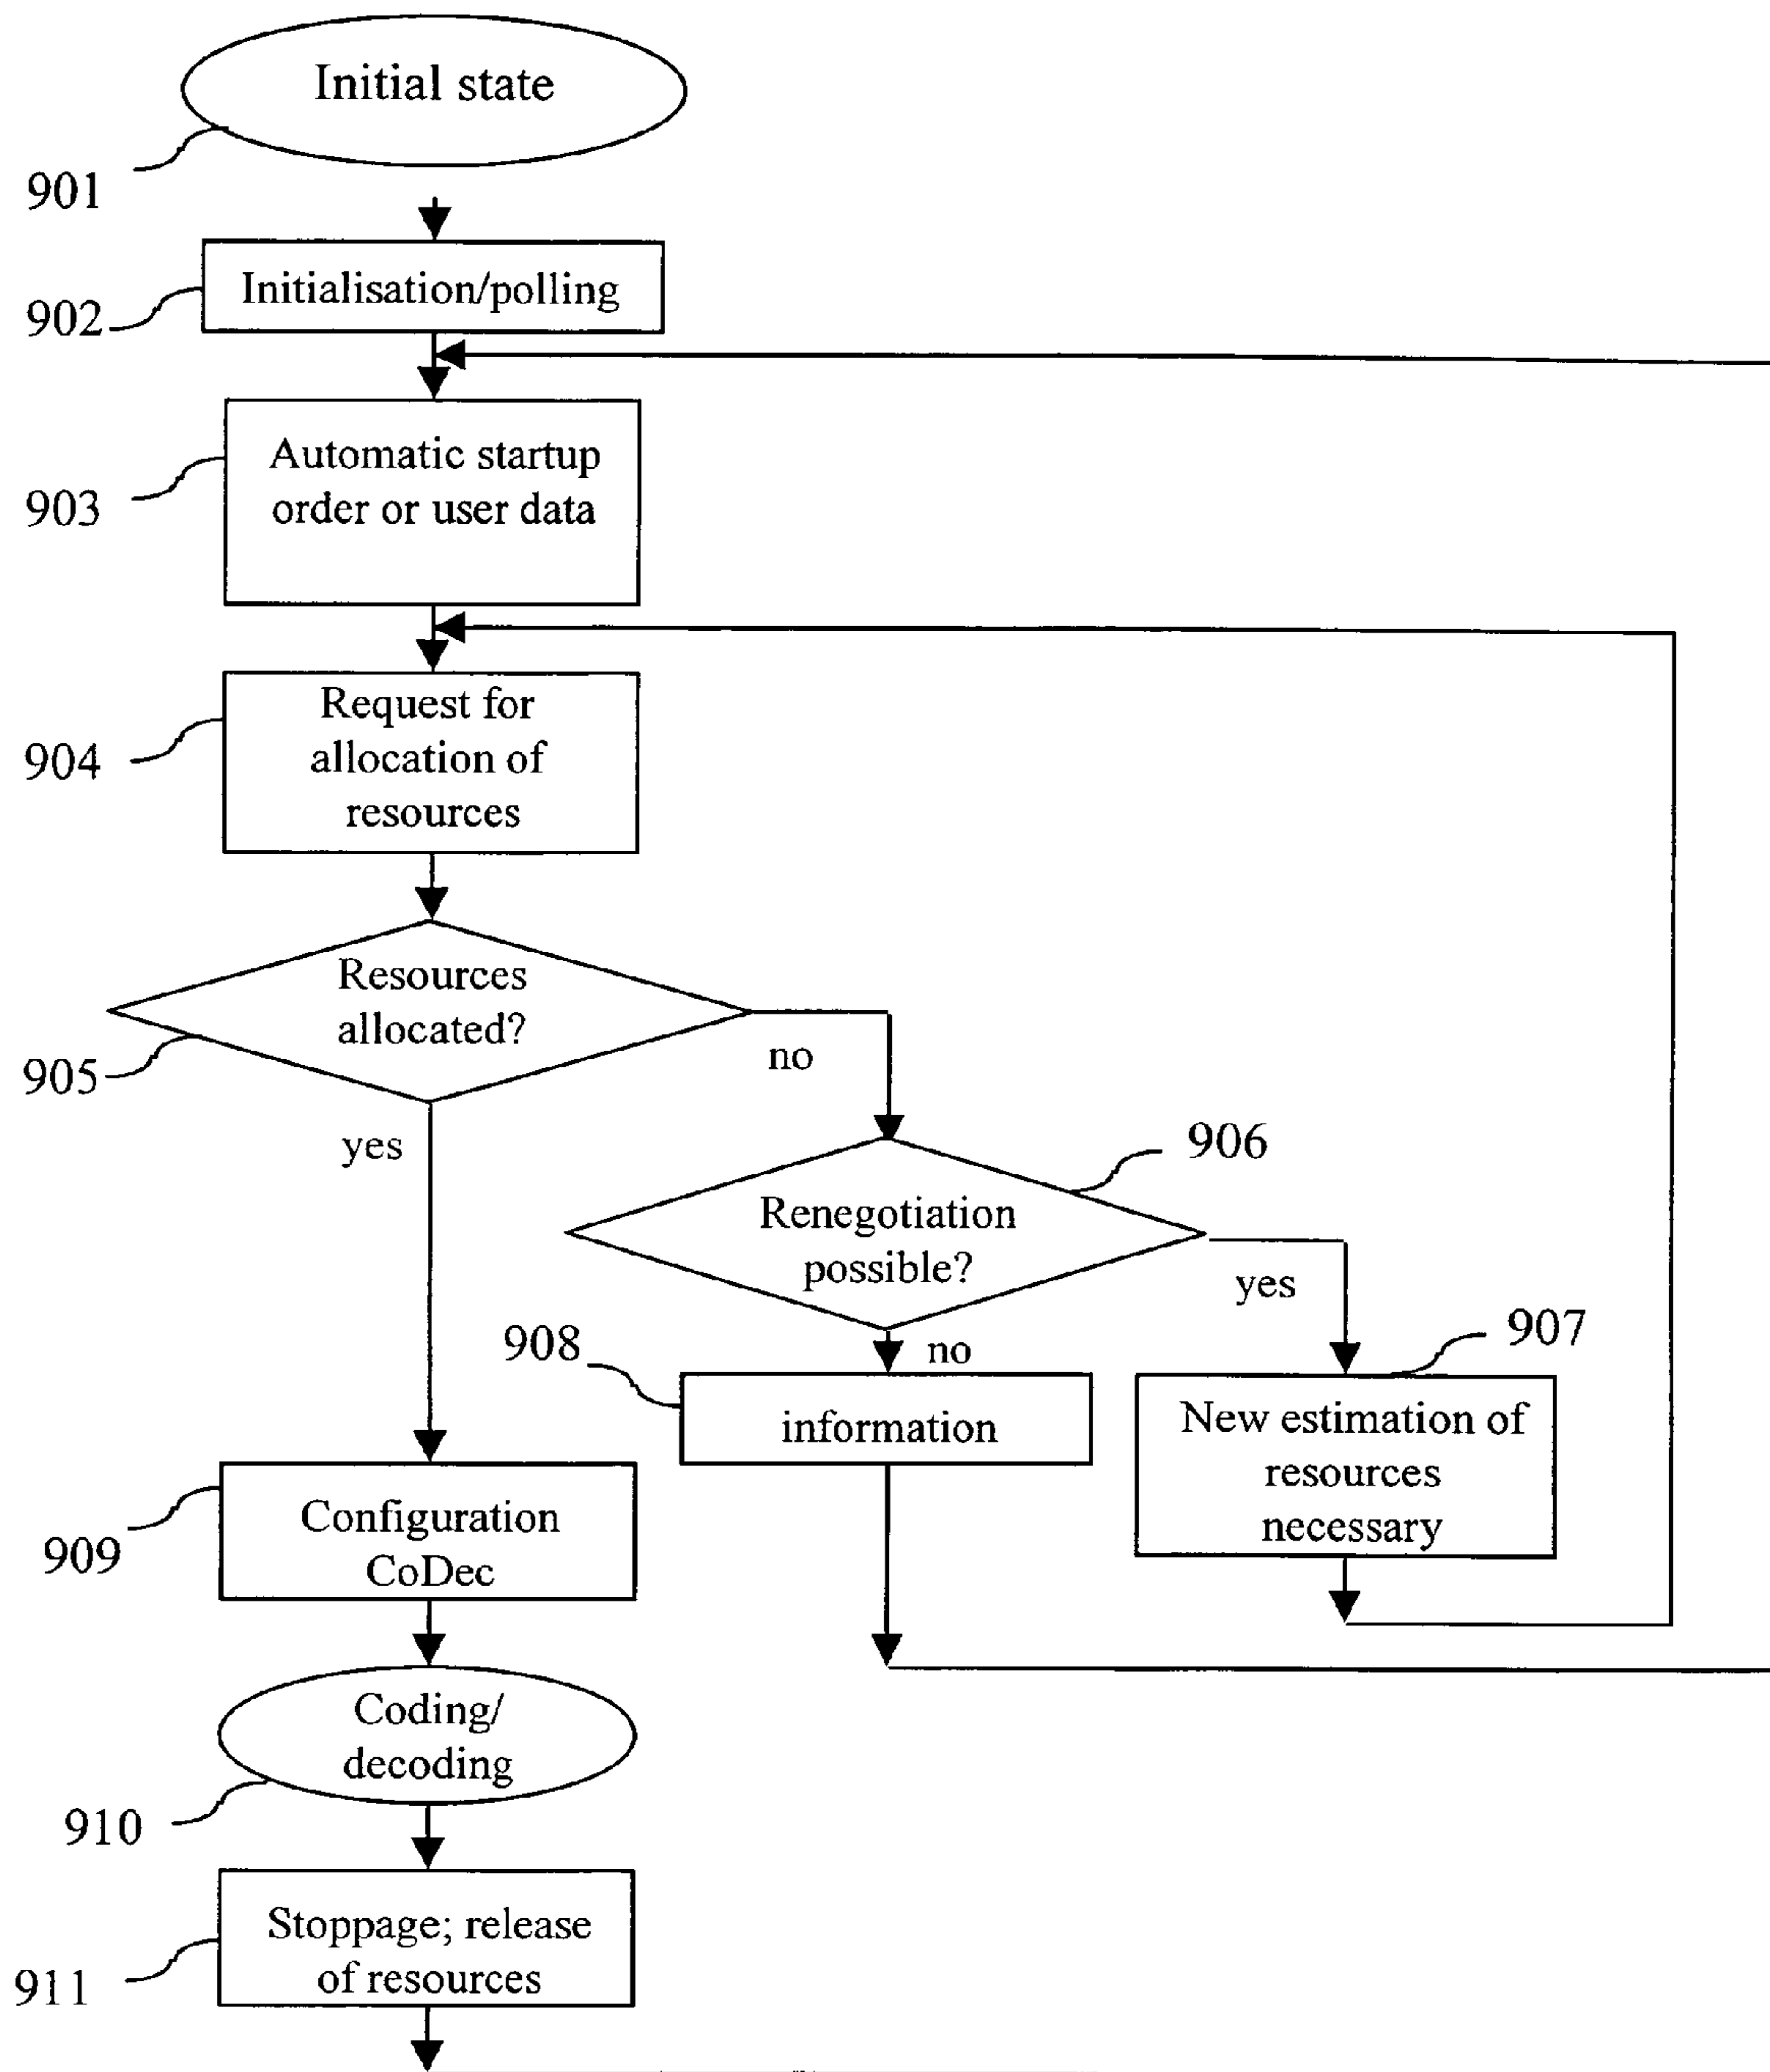 Initial state
901
Initialisation/polling
902
Automatic startup
order or user data
903
Request for
allocation of
resources
904
Resources
allocated?
905
no
yes
906
Renegotiation
possible?
yes
907
908
no
information
New estimation of
resources
necessary
Configuration
CoDec
909
Coding/
decoding
910
Stoppage; release
of resources
911